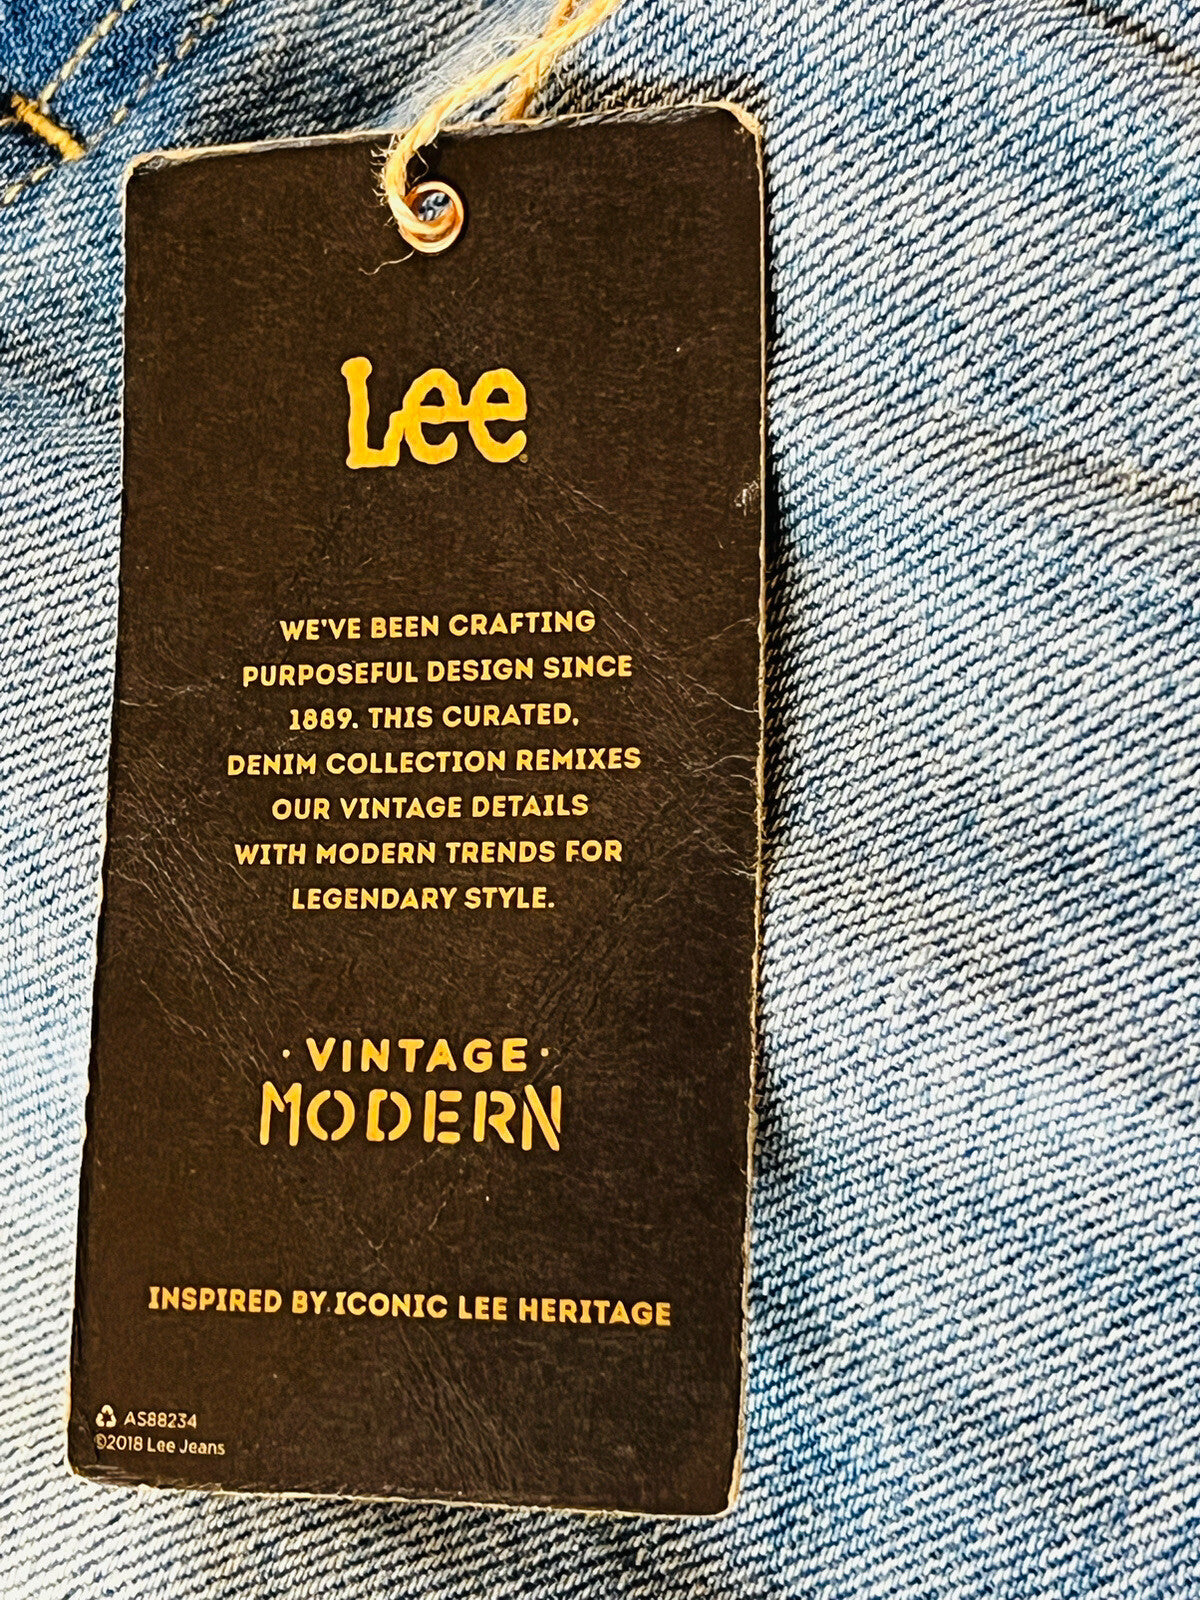 Lee
WE'VE BEEN CRAFTING
PURPOSEFUL DESIGN SINCE
1889. THIS CURATED,
DENIM COLLECTION REMIXES
OUR VINTAGE DETAILS
WITH MODERN TRENDS FOR
LEGENDARY STYLE.
· VINTAGE ·
MODERN
INSPIRED BY ICONIC LEE HERITAGE
AS88234
©2018 Lee Jeans